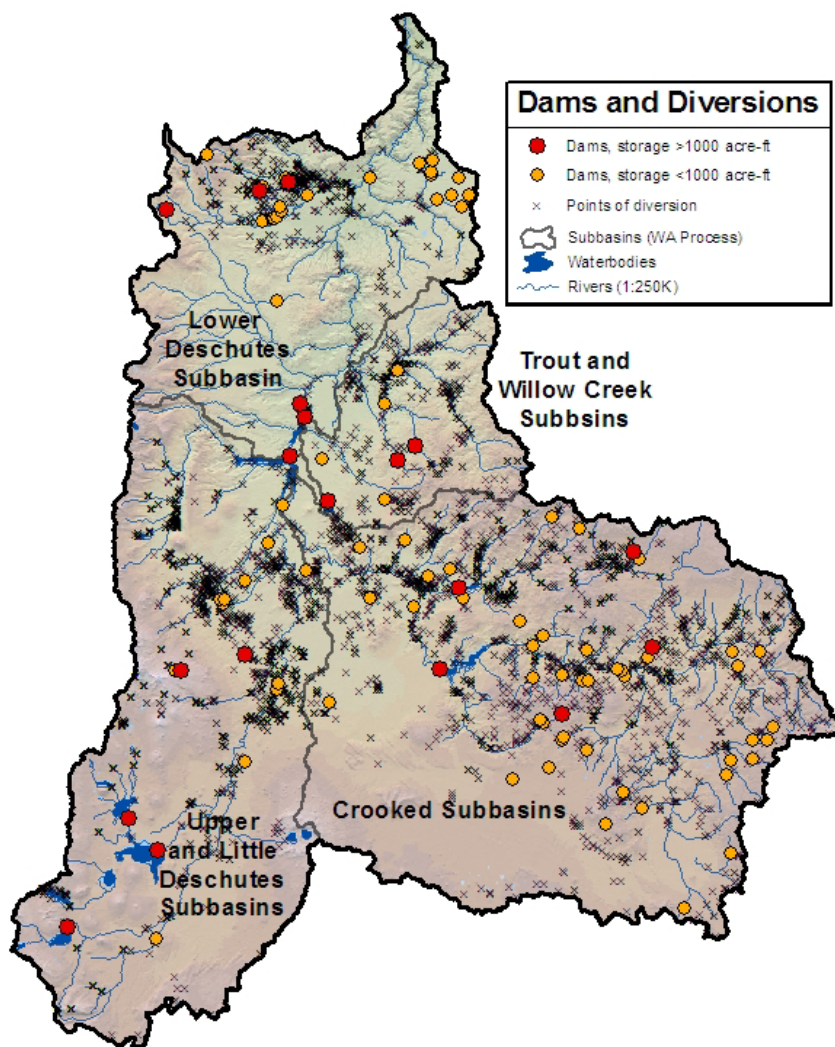 Dams and Diversions
Dams, storage >1000 acre-ft
Dams, storage <1000 acre-ft
Points of diversion
Subbasins (WA Process)
Waterbodies
Rivers (1:250K)
Lower
Deschutes
Subbasin
Trout and
Willow Creek
Subbsins
Crooked Subbasins
Upper
and Little
Deschutes
Subbasins